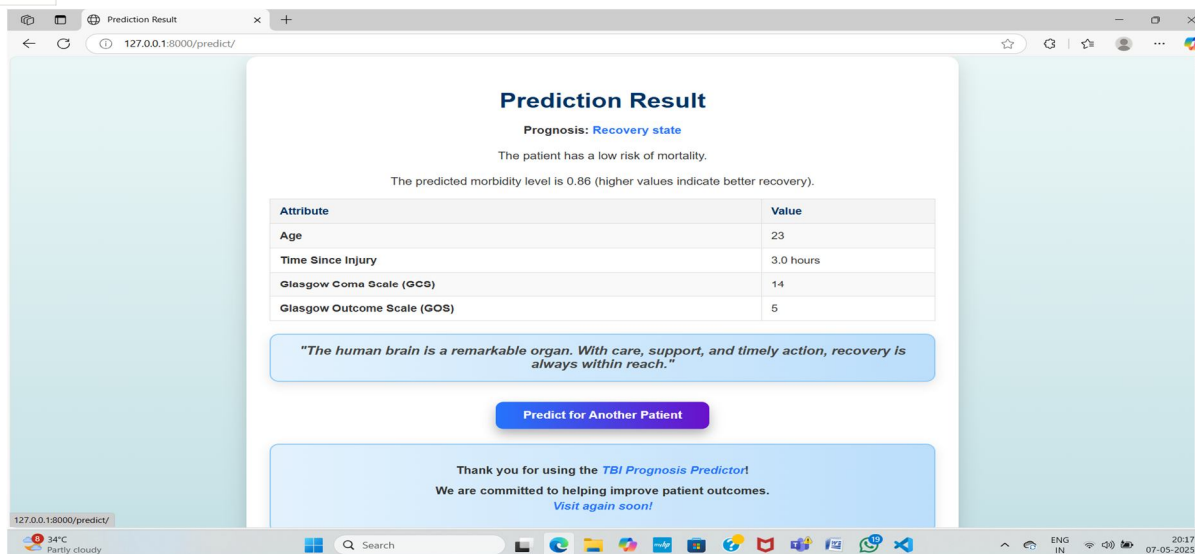 Prediction Result
127.0.0.1:8000/predict/
Prediction Result
Prognosis: Recovery state
The patient has a low risk of mortality.
The predicted morbidity level is 0.86 (higher values indicate better recovery).
Attribute Value
Age 23
Time Since Injury 3.0 hours
Glasgow Coma Scale (GCS) 14
Glasgow Outcome Scale (GOS) 5
"The human brain is a remarkable organ. With care, support, and timely action, recovery is
always within reach."
Predict for Another Patient
Thank you for using the TBI Prognosis Predictor!
We are committed to helping improve patient outcomes.
Visit again soon!
127.0.0.1:8000/predict/
8
34°C
Partly cloudy
Search
19
ENG
IN
20:17
07-05-202